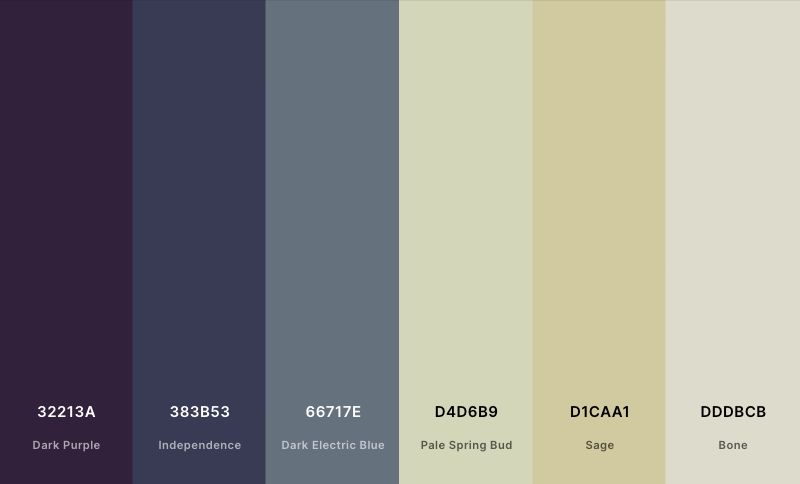 32213A
383B53
66717E
D4D6B9
D1CAA1
DDDBCB
Dark Purple
Independence
Dark Electric Blue
Pale Spring Bud
Sage
Bone